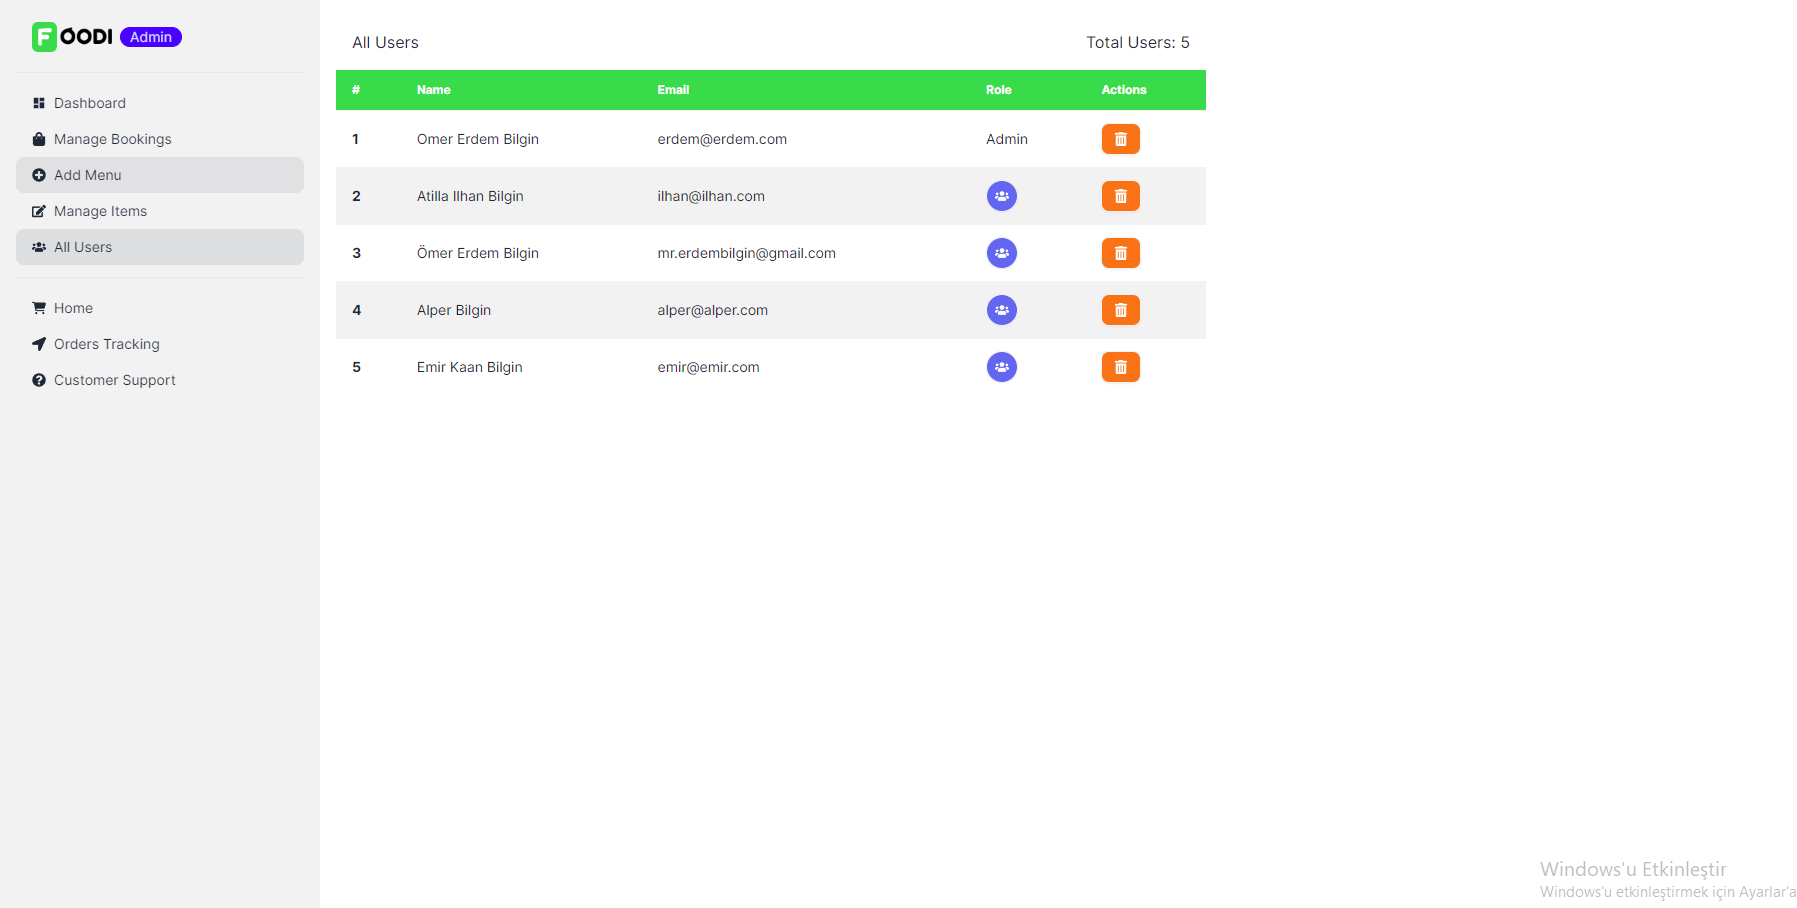 FOODI Admin
Dashboard
Manage Bookings
Add Menu
Manage Items
All Users
Home
Orders Tracking
Customer Support
All Users Total Users: 5
# Name Email Role Actions
1 Omer Erdem Bilgin erdem@erdem.com Admin
2 Atilla Ilhan Bilgin ilhan@ilhan.com
3 Ömer Erdem Bilgin mr.erdembilgin@gmail.com
4 Alper Bilgin alper@alper.com
5 Emir Kaan Bilgin emir@emir.com
Windows'u Etkinleştir
Windows'u etkinleştirmek için Ayarlar'a